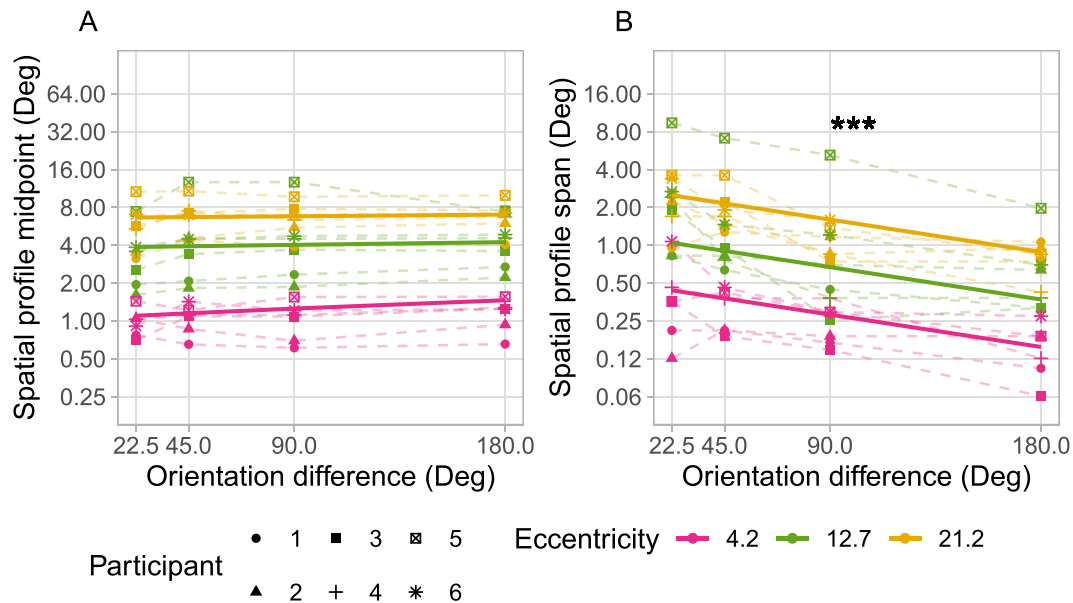 A
B
Spatial profile midpoint (Deg)
64.00
32.00
16.00
8.00
4.00
2.00
1.00
0.50
0.25
22.5 45.0 90.0 180.0
Orientation difference (Deg)
Spatial profile span (Deg)
16.00
8.00
4.00
2.00
1.00
0.50
0.25
0.12
0.06
***
22.5 45.0 90.0 180.0
Orientation difference (Deg)
Participant
1 3 5
2 4 6
Eccentricity 4.2 12.7 21.2